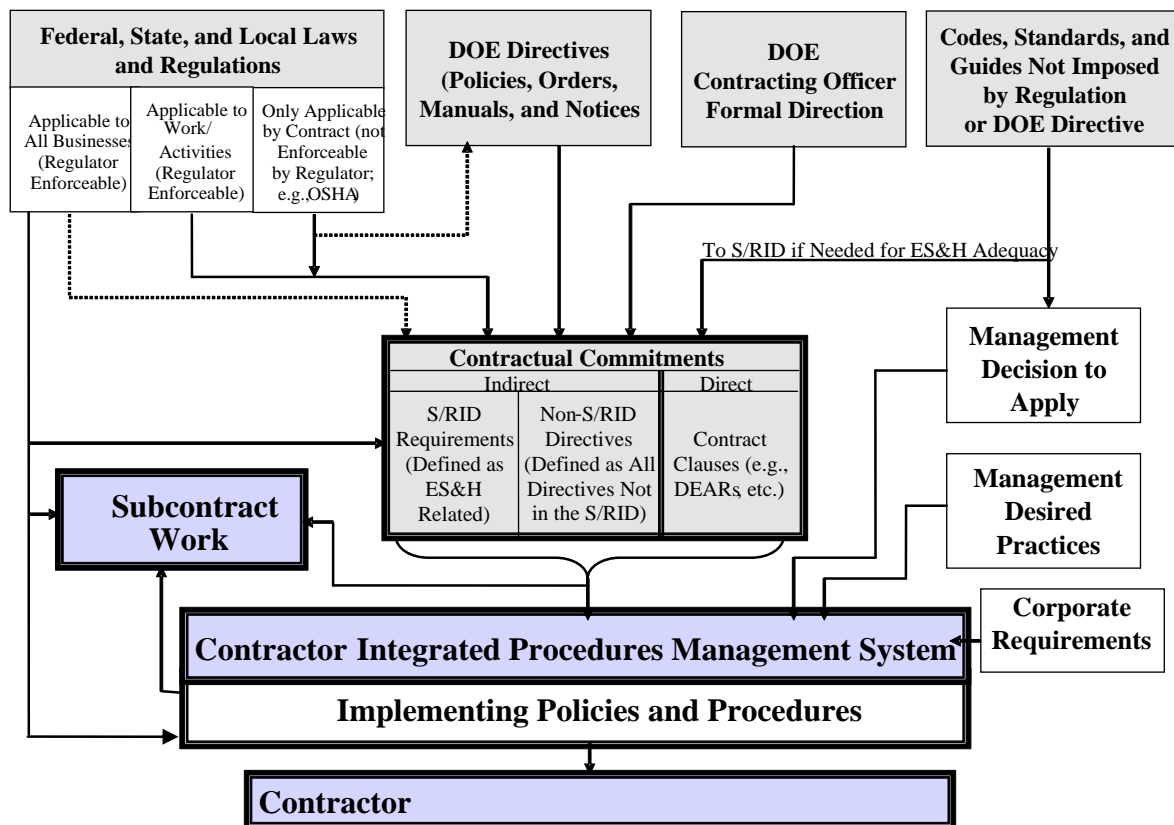 Federal, State, and Local Laws
and Regulations
Applicable to
All Businesses
(Regulator
Enforceable)
Applicable to
Work/
Activities
(Regulator
Enforceable)
Only Applicable
by Contract (not
Enforceable
by Regulator;
e.g.,OSHA)
DOE Directives
(Policies, Orders,
Manuals, and Notices
DOE
Contracting Officer
Formal Direction
Codes, Standards, and
Guides Not Imposed
by Regulation
or DOE Directive
To S/RID if Needed for ES&H Adequacy
Contractual Commitments
Indirect
Direct
S/RID
Requirements
(Defined as
ES&H
Related)
Non-S/RID
Directives
(Defined as All
Directives Not
in the S/RID)
Contract
Clauses (e.g.,
DEARs, etc.)
Management
Decision to
Apply
Management
Desired
Practices
Corporate
Requirements
Subcontract
Work
Contractor Integrated Procedures Management System
Implementing Policies and Procedures
Contractor